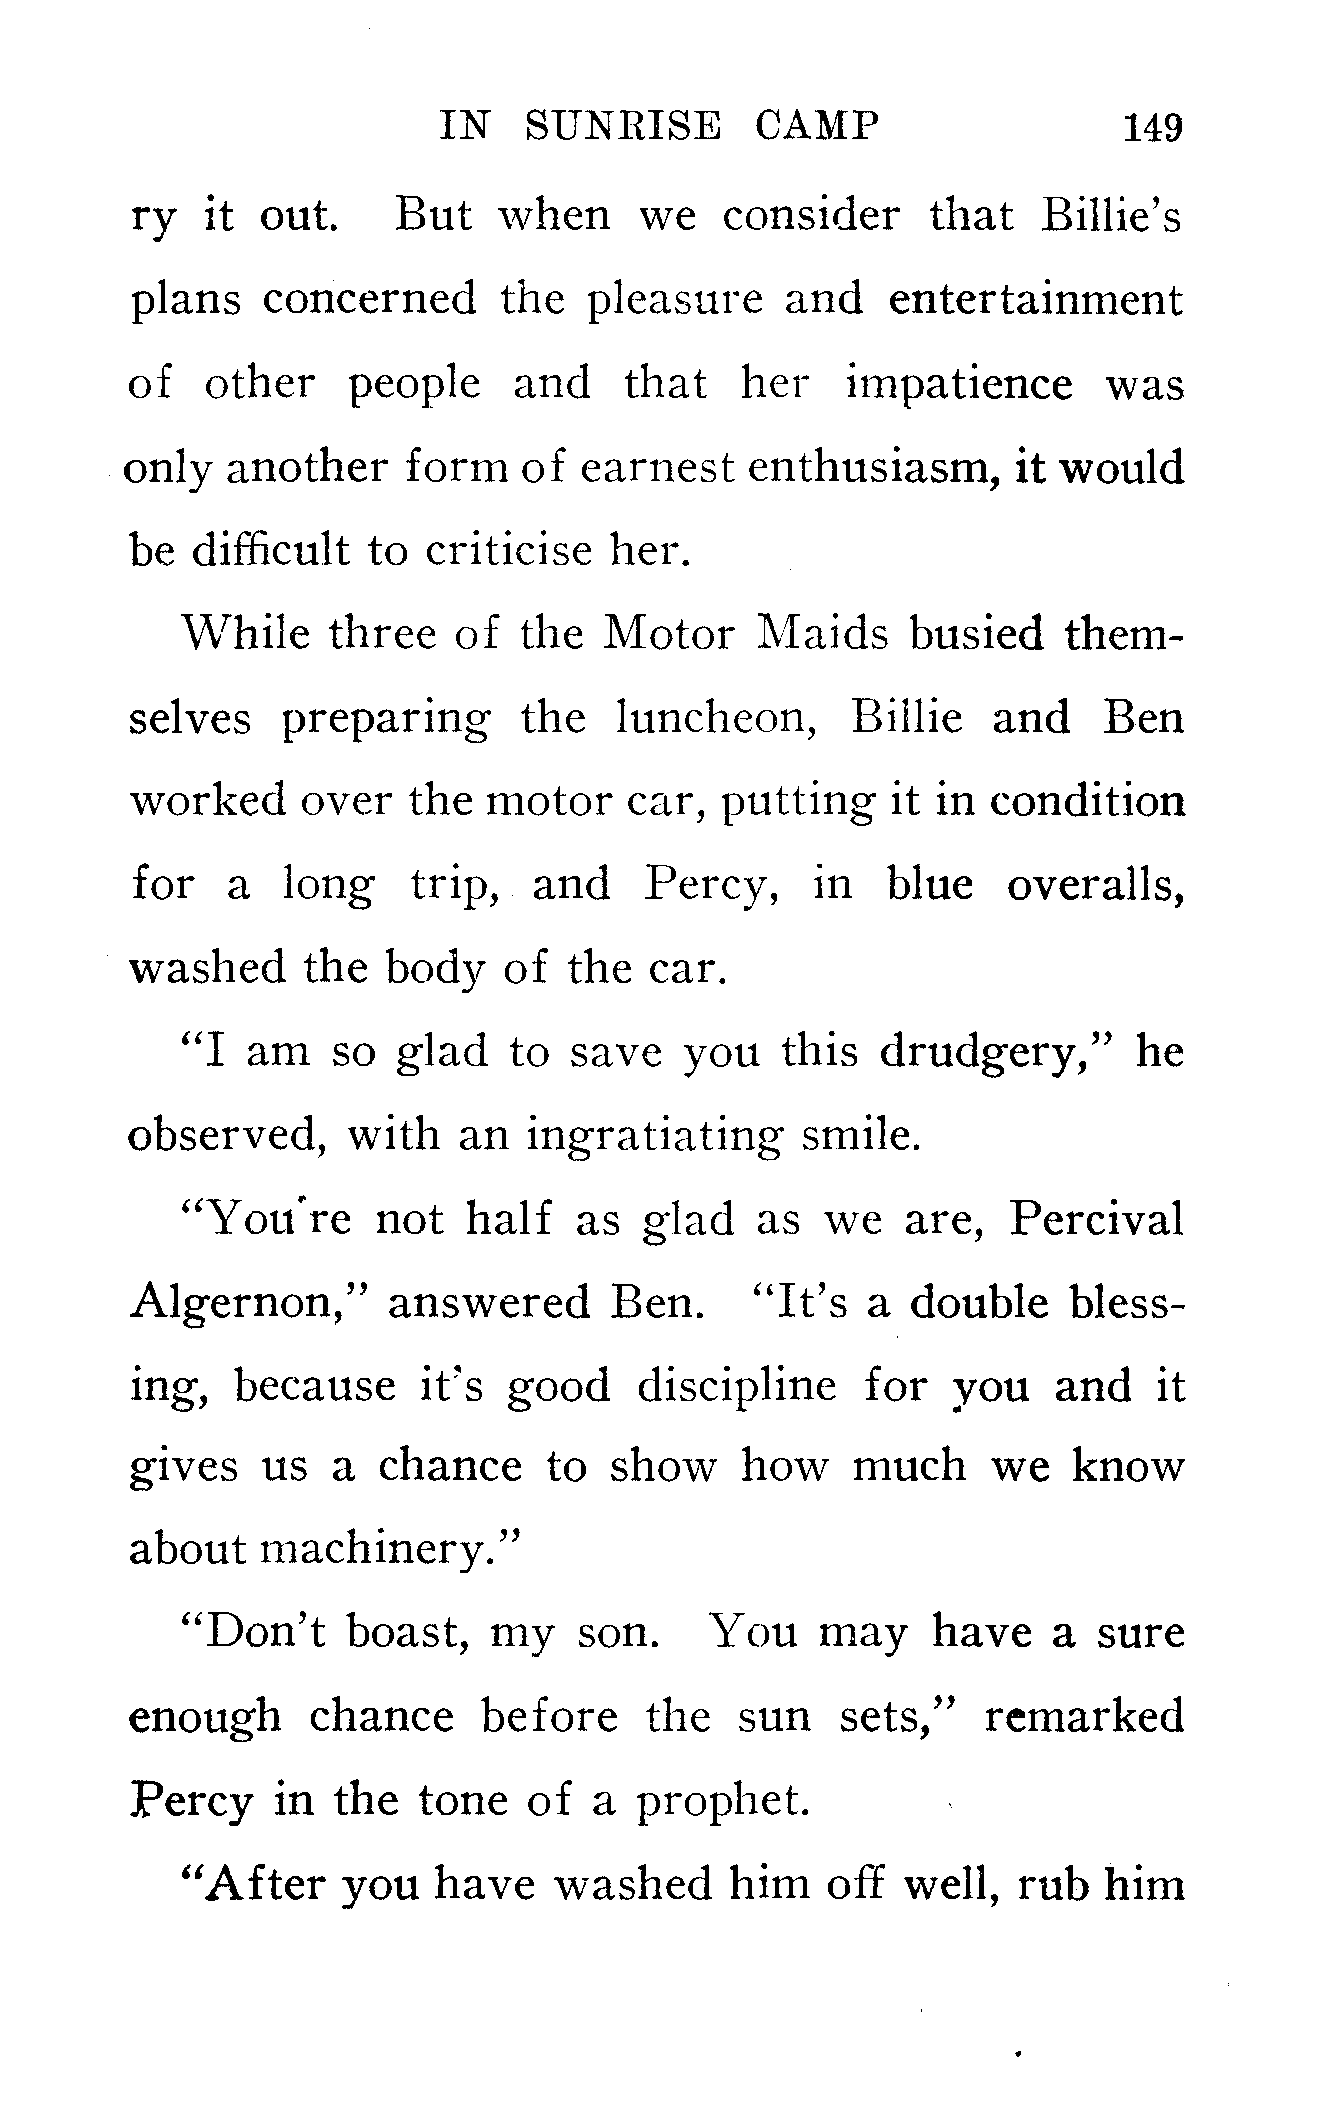 IN SUNRISE CAMP 149
ry it out. But when we consider that Billie's
plans concerned the pleasure and entertainment
of other people and that her impatience was
only another form of earnest enthusiasm, it would
be difficult to criticise her.
While three of the Motor Maids busied them-
selves preparing the luncheon, Billie and Ben
worked over the motor car, putting it in condition
for a long trip, and Percy, in blue overalls,
washed the body of the car.
“I am so glad to save you this drudgery,” he
observed, with an ingratiating smile.
“You're not half as glad as we are, Percival
Algernon,” answered Ben. “It's a double bless-
ing, because it's good discipline for you and it
gives us a chance to show how much we know
about machinery.”
“Don't boast, my son. You may have a sure
enough chance before the sun sets,” remarked
Percy in the tone of a prophet.
“After you have washed him off well, rub him